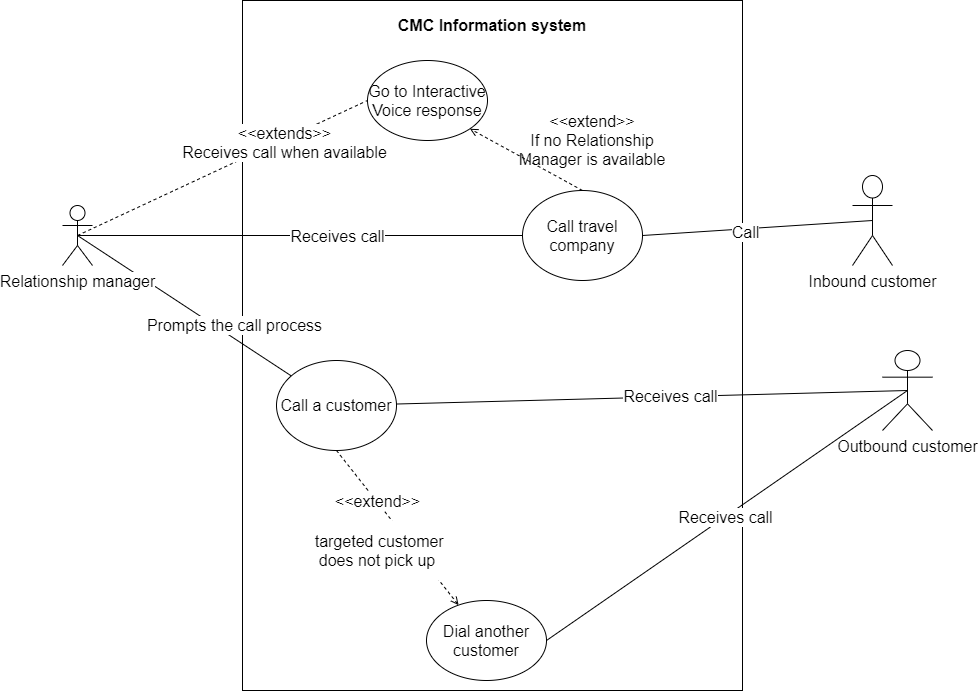 CMC Information system
Go to Interactive
Voice response
<<extends>>
Receives call when available
<<extend>>
If no Relationship
Manager is available
Receives call
Call travel
company
Call
Relationship manager
Inbound customer
Prompts the call process
Call a customer
Receives call
Outbound customer
<<extend>>
targeted customer
does not pick up
Receives call
Dial another
customer